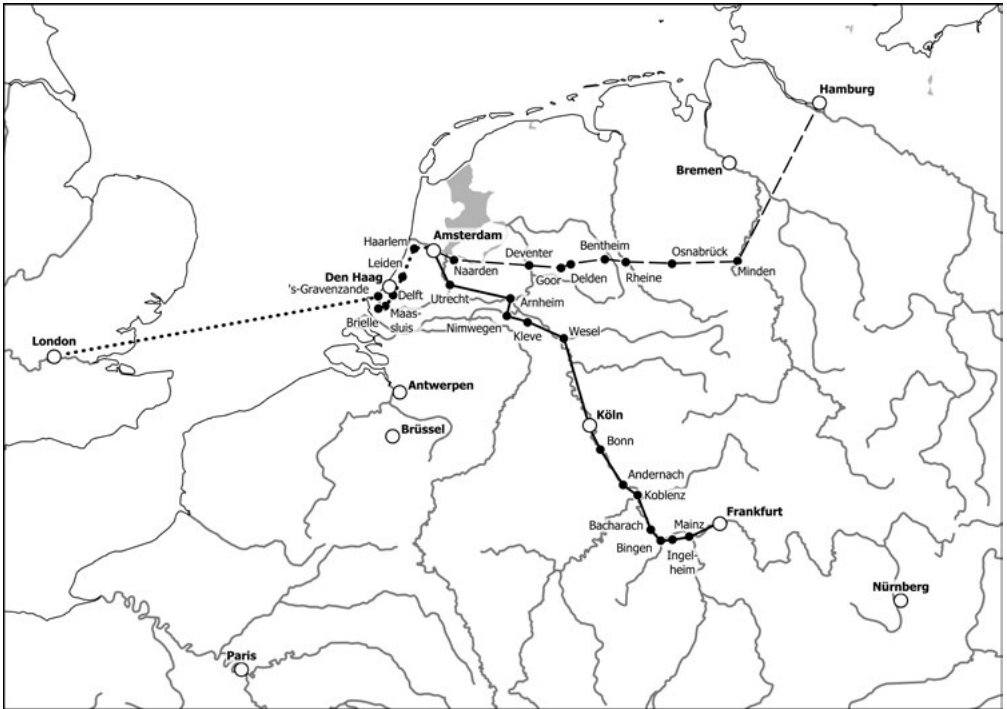 Hamburg
Bremen
Amsterdam
Haarlem
Bentheim
Deventer
Osnabrück
Leiden
Naarden
Goor
Delden
Rheine
Minden
Den Haag
's-Gravenzande
Delft
Utrecht
Arnheim
Brielle
Maas-
sluis
Nimwegen
Kleve
Wesel
London
Antwerpen
Köln
Brüssel
Bonn
Andernach
Koblenz
Frankfurt
Bacharach
Mainz
Bingen
Ingel-
heim
Nürnberg
Paris